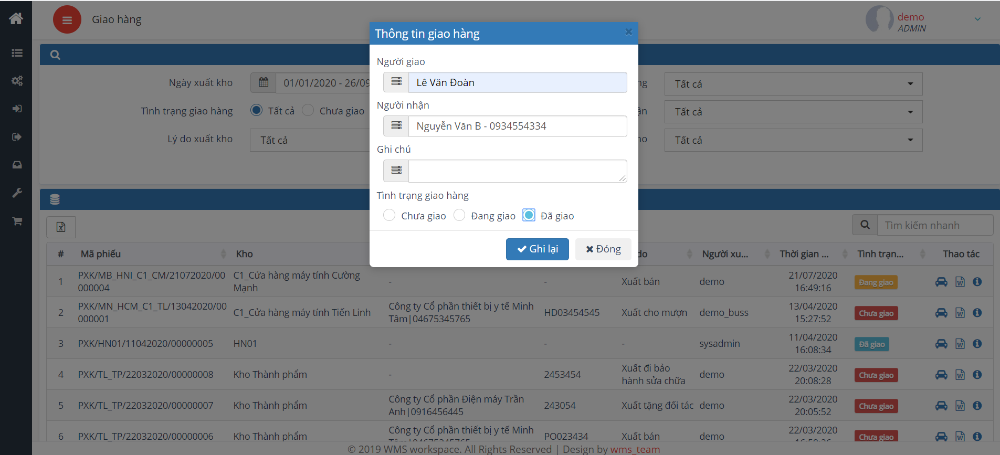 Giao hàng
demo
ADMIN
Thông tin giao hàng
Người giao
Lê Văn Đoàn
Người nhận
Nguyễn Văn B - 0934554334
Ghi chú
Tình trạng giao hàng
Chưa giao Đang giao Đã giao
Ghi lại Đóng
Ngày xuất kho 01/01/2020 - 26/09 ng Tất cả
Tình trạng giao hàng Tất cả Chưa giao ận Tất cả
Lý do xuất kho Tất cả ho Tất cả
Tìm kiếm nhanh
# Mã phiếu Kho do Người xu... Thời gian ... Tình trạn... Thao tác
1 PXK/MB_HNI_C1_CM/21072020/00 C1_Cửa hàng máy tính Cường - - Xuất bán demo 21/07/2020 Đang giao
000004 Mạnh 16:49:16
2 PXK/MN_HCM_C1_TL/13042020/00 C1_Cửa hàng máy tính Tiến Linh Công ty Cổ phần thiết bị y tế Minh HD03454545 Xuất cho mượn demo_buss 13/04/2020 Chưa giao
000001 Tâm|04675345765 15:27:52
3 PXK/HN01/11042020/00000005 HN01 - - - sysadmin 11/04/2020 Đã giao
16:08:34
4 PXK/TL_TP/22032020/00000008 Kho Thành phẩm - 2453454 Xuất đi bảo demo 22/03/2020 Chưa giao
hành sửa chữa 20:08:28
5 PXK/TL_TP/22032020/00000007 Kho Thành phẩm Công ty Cổ phần Điện máy Trần 243054 Xuất tặng đối tác demo 22/03/2020 Chưa giao
Anh|0916456445 20:05:52
6 PXK/TL_TP/22032020/00000006 Kho Thành phẩm Công ty Cổ phần thiết bị y tế Minh PO023434 Xuất bán demo 22/03/2020 Chưa giao
© 2019 WMS workspace. All Rights Reserved | Design by wms_team